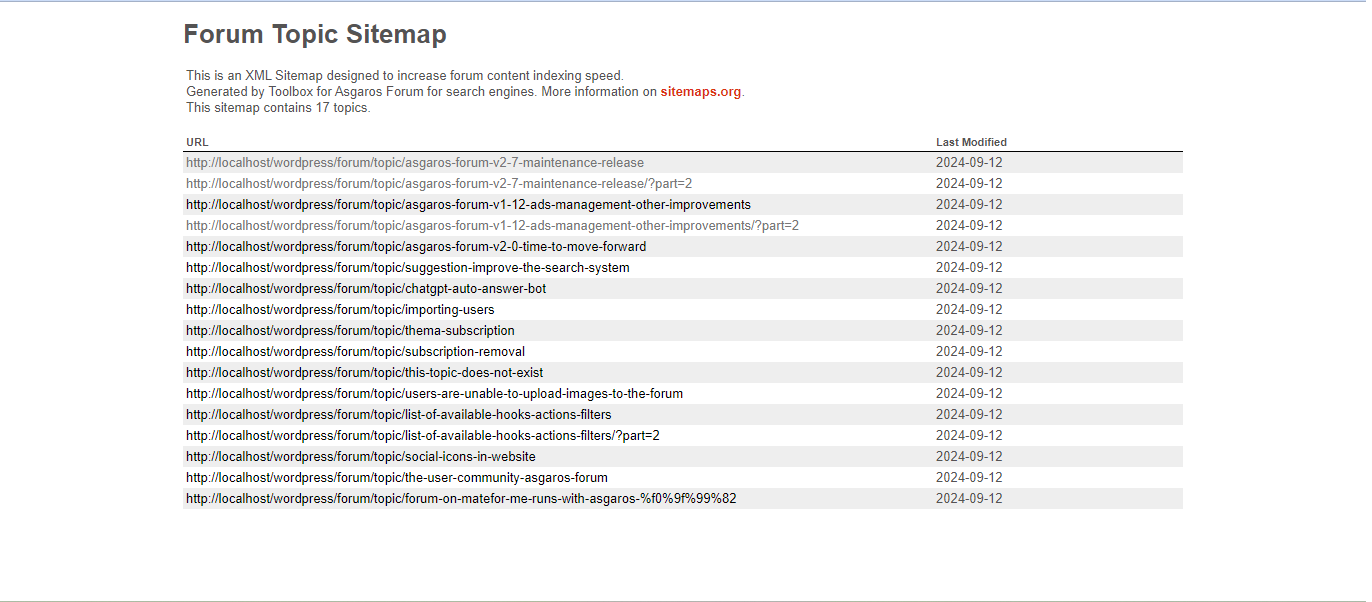 Forum Topic Sitemap
This is an XML Sitemap designed to increase forum content indexing speed.
Generated by Toolbox for Asgaros Forum for search engines. More information on sitemaps.org.
This sitemap contains 17 topics.
URL Last Modified
http://localhost/wordpress/forum/topic/asgaros-forum-v2-7-maintenance-release 2024-09-12
http://localhost/wordpress/forum/topic/asgaros-forum-v2-7-maintenance-release/?part=2 2024-09-12
http://localhost/wordpress/forum/topic/asgaros-forum-v1-12-ads-management-other-improvements 2024-09-12
http://localhost/wordpress/forum/topic/asgaros-forum-v1-12-ads-management-other-improvements/?part=2 2024-09-12
http://localhost/wordpress/forum/topic/asgaros-forum-v2-0-time-to-move-forward 2024-09-12
http://localhost/wordpress/forum/topic/suggestion-improve-the-search-system 2024-09-12
http://localhost/wordpress/forum/topic/chatgpt-auto-answer-bot 2024-09-12
http://localhost/wordpress/forum/topic/importing-users 2024-09-12
http://localhost/wordpress/forum/topic/thema-subscription 2024-09-12
http://localhost/wordpress/forum/topic/subscription-removal 2024-09-12
http://localhost/wordpress/forum/topic/this-topic-does-not-exist 2024-09-12
http://localhost/wordpress/forum/topic/users-are-unable-to-upload-images-to-the-forum 2024-09-12
http://localhost/wordpress/forum/topic/list-of-available-hooks-actions-filters 2024-09-12
http://localhost/wordpress/forum/topic/list-of-available-hooks-actions-filters/?part=2 2024-09-12
http://localhost/wordpress/forum/topic/social-icons-in-website 2024-09-12
http://localhost/wordpress/forum/topic/the-user-community-asgaros-forum 2024-09-12
http://localhost/wordpress/forum/topic/forum-on-matefor-me-runs-with-asgaros-%f0%9f%99%82 2024-09-12